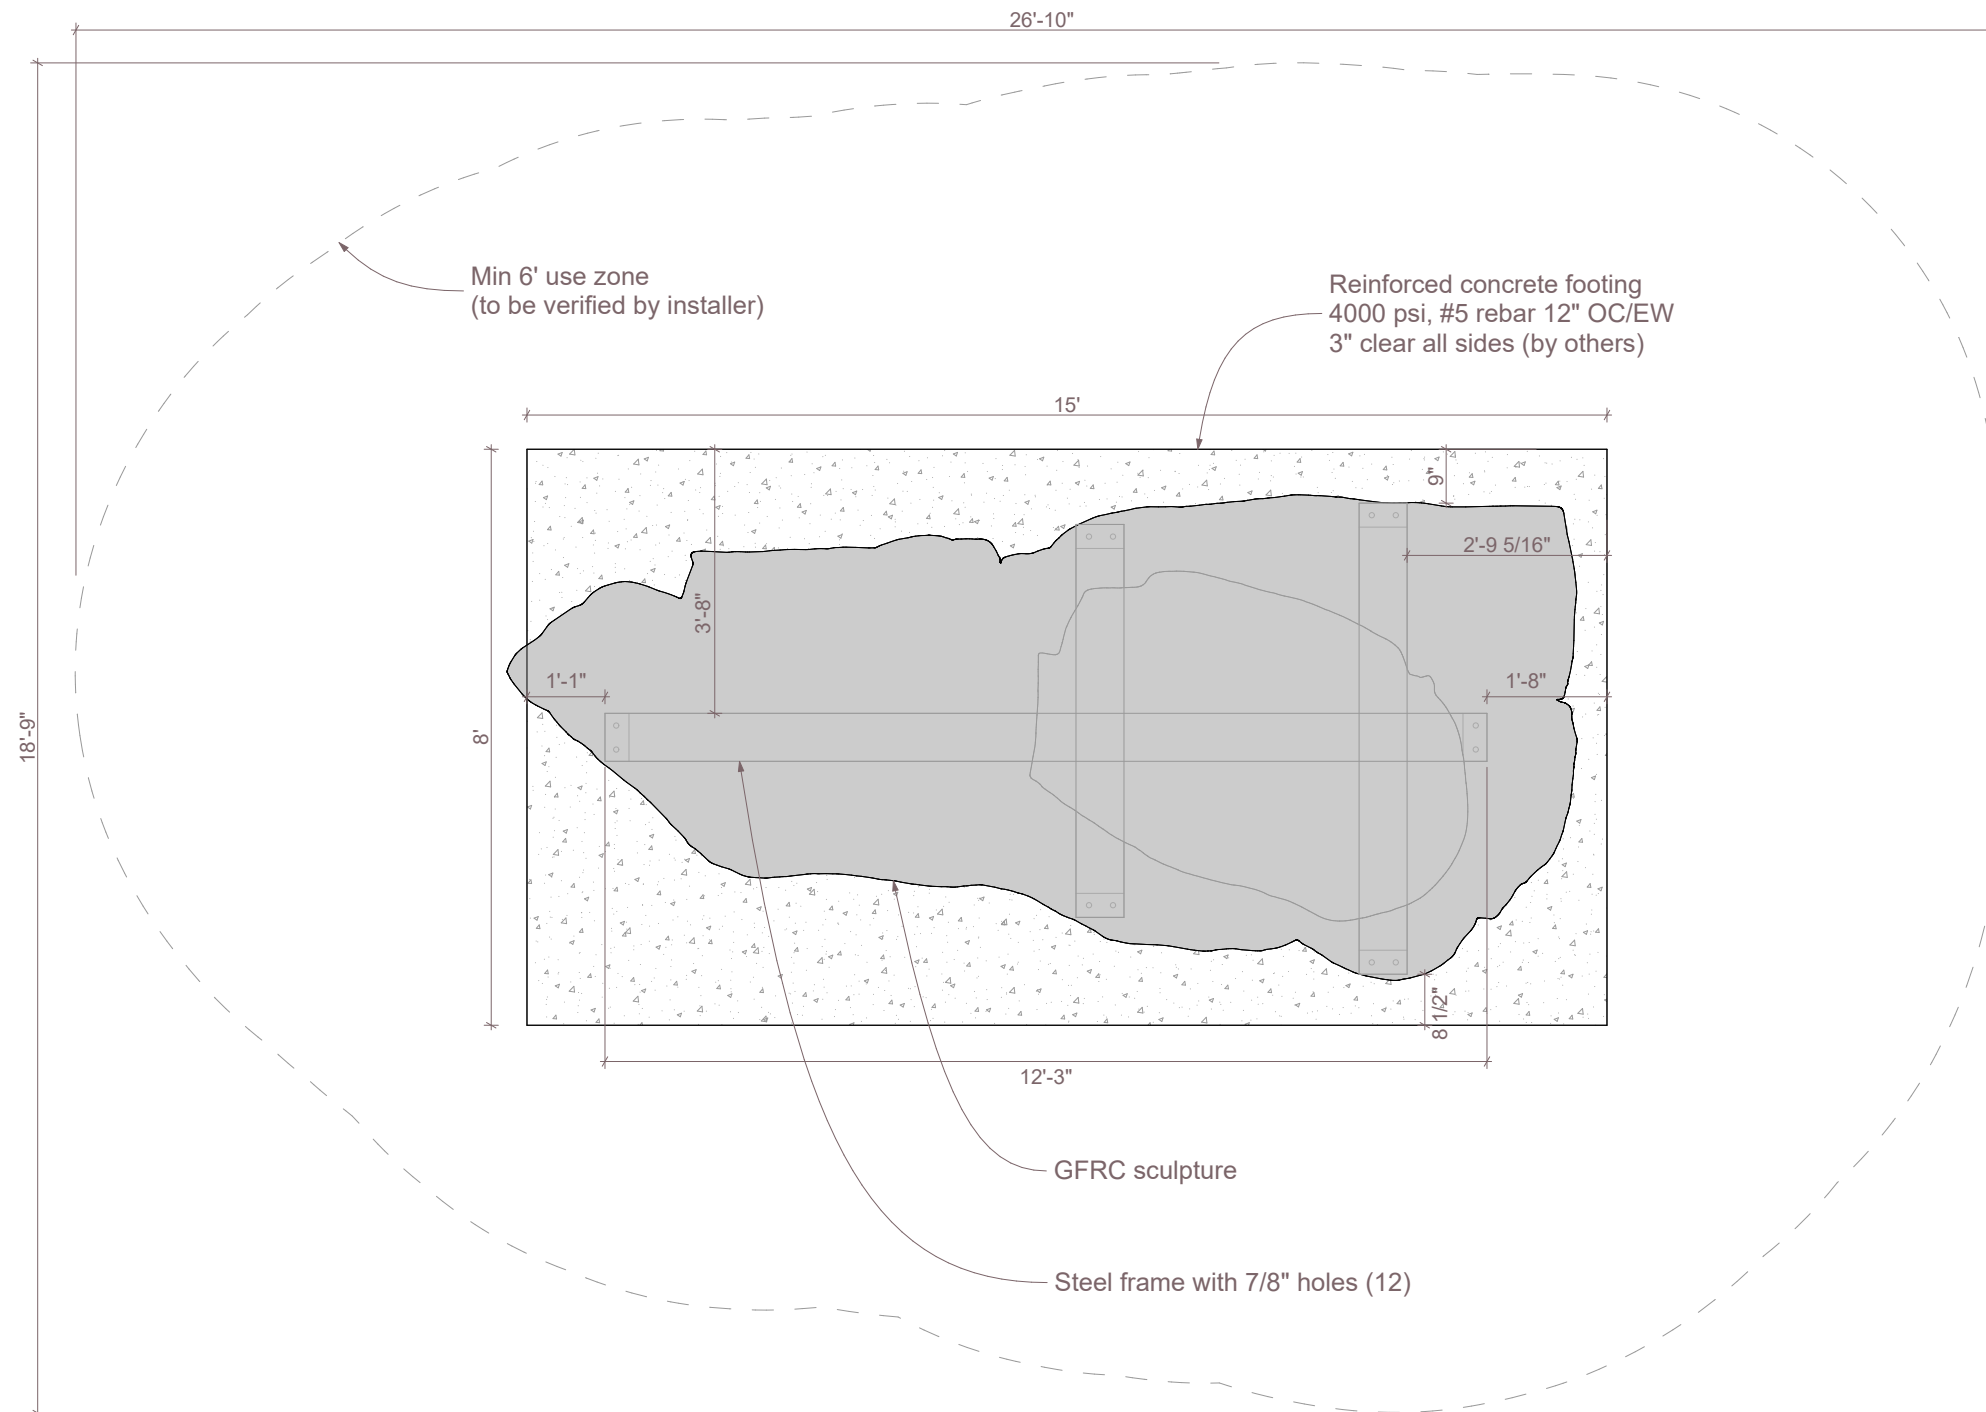 26'-10"
Min 6' use zone
(to be verified by installer)
Reinforced concrete footing
4000 psi, #5 rebar 12" OC/EW
3" clear all sides (by others)
15'
9"
2'-9 5/16"
3'-8"
1'-1"
1'-8"
18'-9"
8'
8 1/2"
12'-3"
GFRC sculpture
Steel frame with 7/8" holes (12)